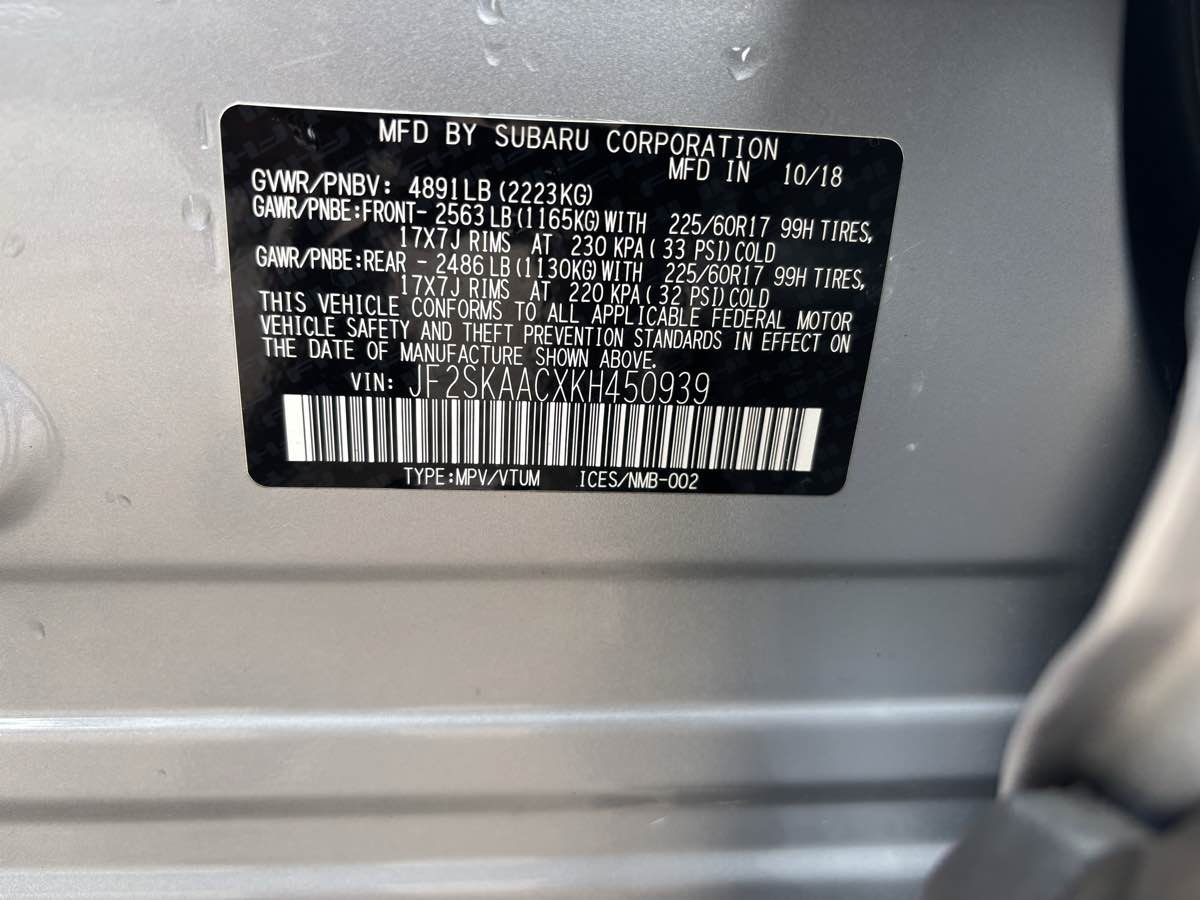 MFD BY SUBARU CORPORATION
MFD IN 10/18
GVWR/PNBV: 4891LB (2223KG)
GAWR/PNBE:FRONT- 2563LB (1165KG) WITH 225/60R17 99H TIRES,
17X7J RIMS AT 230 KPA( 33 PSI) COLD
GAWR/PNBE:REAR - 2486LB (1130KG) WITH 225/60R17 99H TIRES,
17X7J RIMS AT 220 KPA( 32 PSI) COLD
THIS VEHICLE CONFORMS TO ALL APPLICABLE FEDERAL MOTOR
VEHICLE SAFETY AND THEFT PREVENTION STANDARDS IN EFFECT ON
THE DATE OF MANUFACTURE SHOWN ABOVE.
VIN: JF2SKAACXKH450939
TYPE:MPV/VTUM ICES/NMB-002